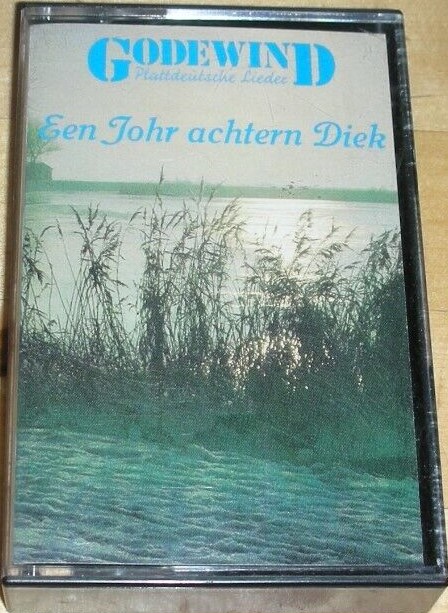 GODEWIND
Plattdeutsche Lieder
Een Johr achtern Diek